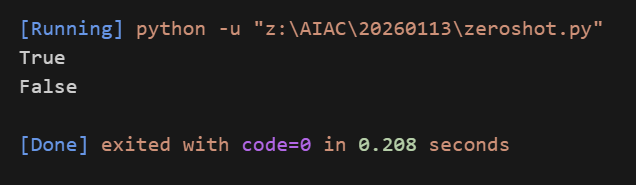 [Running] python -u "z:\AIAC\20260113\zeroshot.py"
True
False
[Done] exited with code=0 in 0.208 seconds